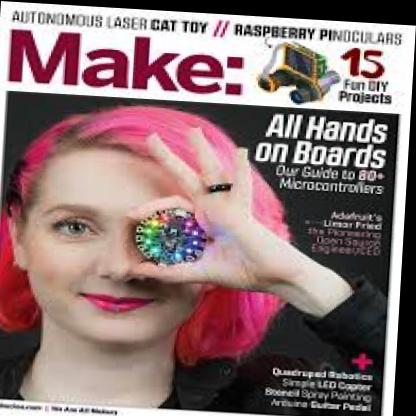 AUTONOMOUS LASER CAT TOY // RASPBERRY PINOCULARS
Make:
15
Fun DIY
Projects
All Hands
on Boards
Our Guide to 80+
Microcontrollers
Adafruit's
Limor Fried
the Pioneering
Open Source
Engineer/CEO
+
Quadruped Robotics
Simple LED Copter
Stencil Spray Painting
Arduino Guitar Pedal
We Are All Makers